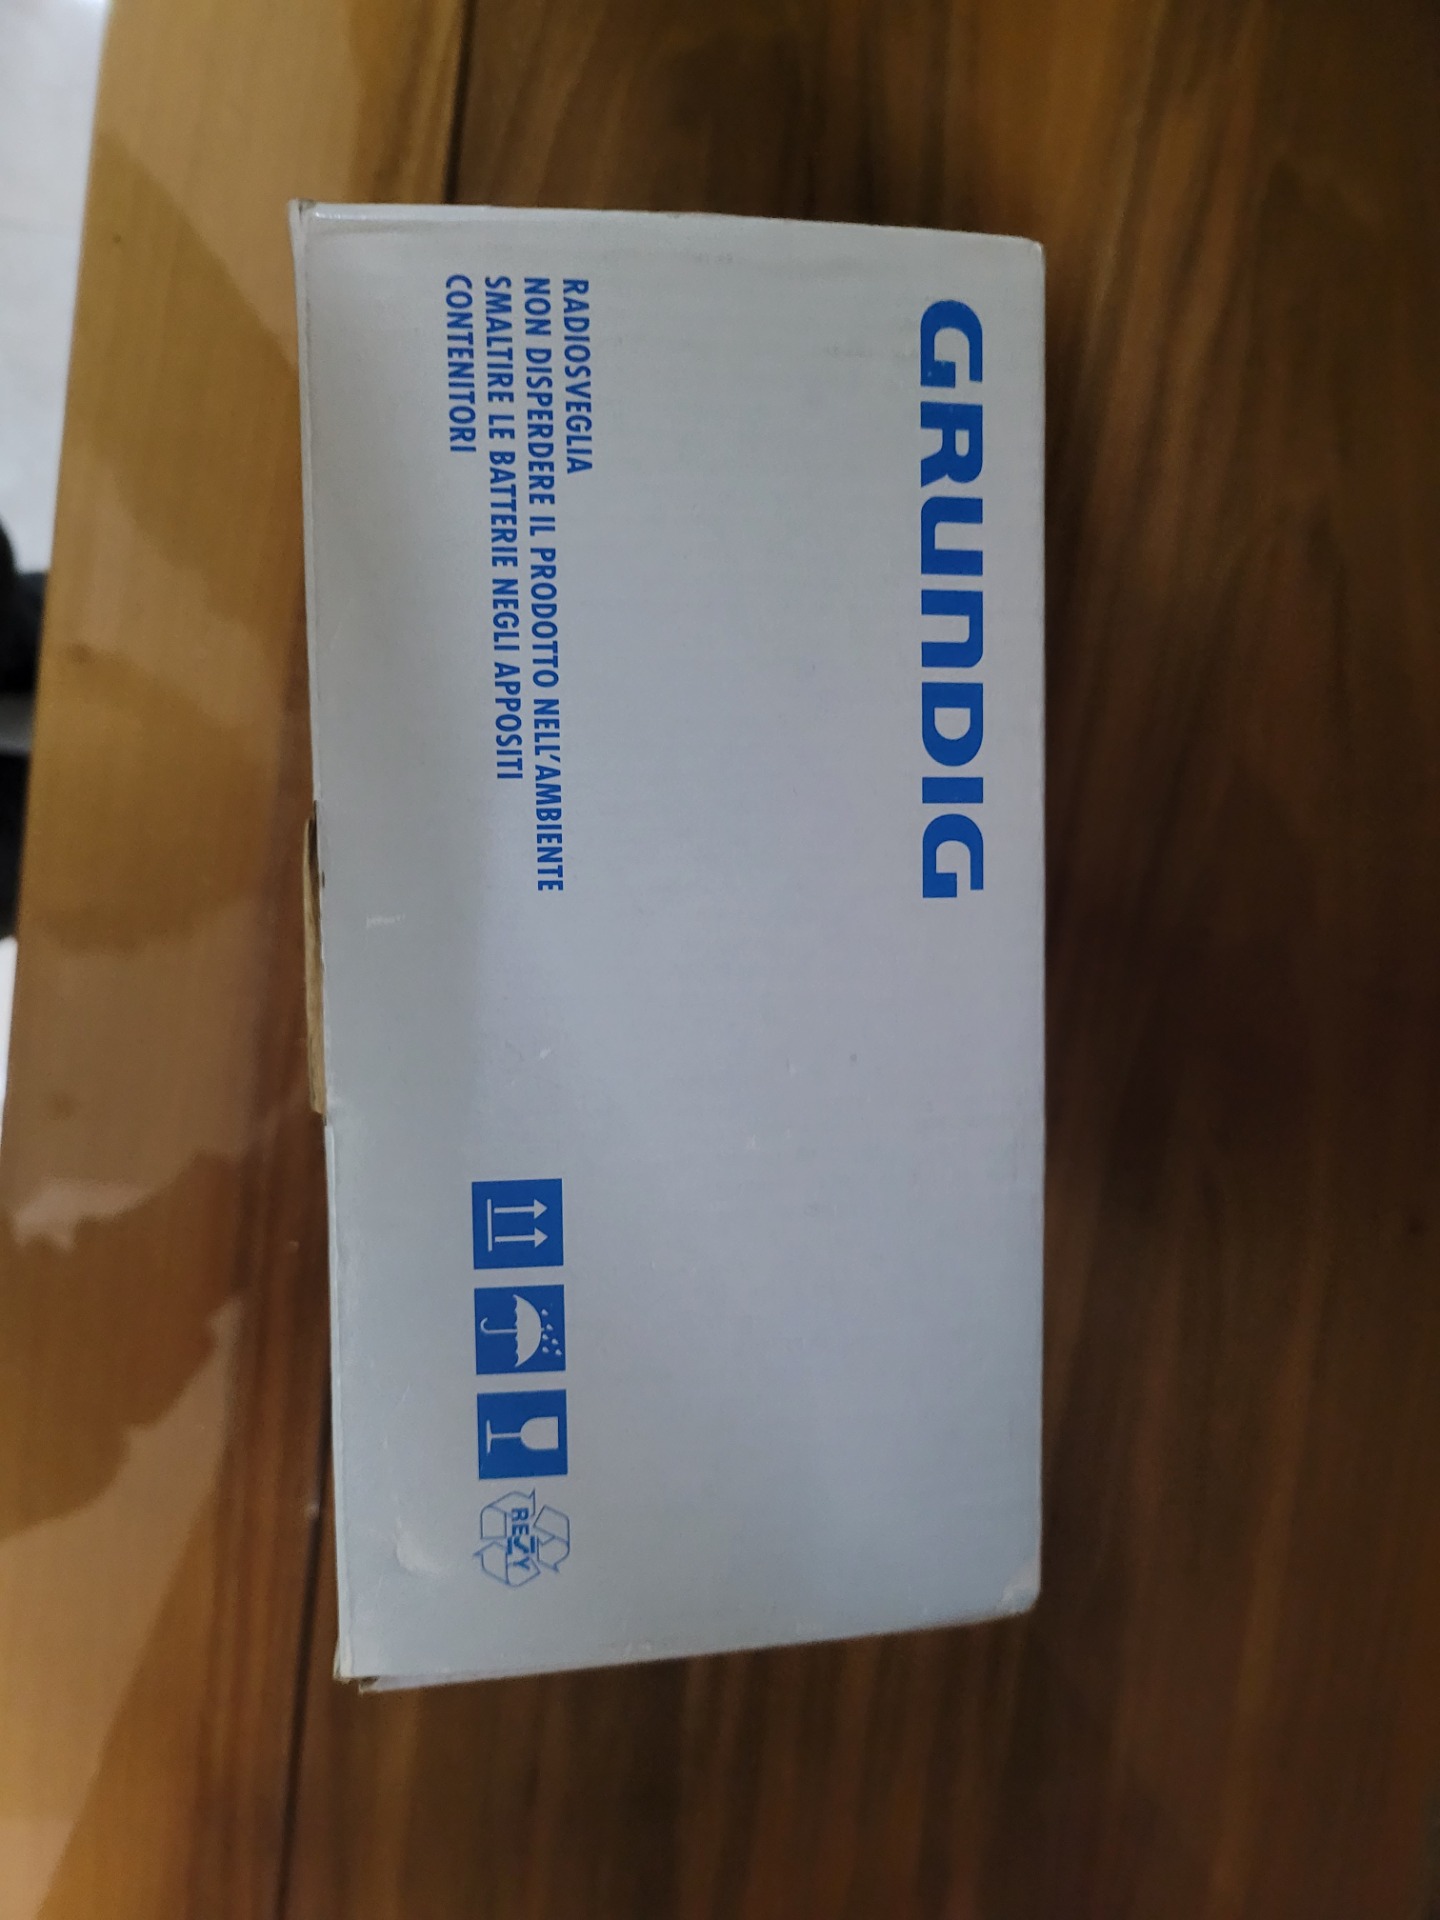 GRUNDIG
RADIOSVEGLIA
NON DISPERDERE IL PRODOTTO NELL'AMBIENTE
SMALTIRE LE BATTERIE NEGLI APPOSITI
CONTENITORI
RESY